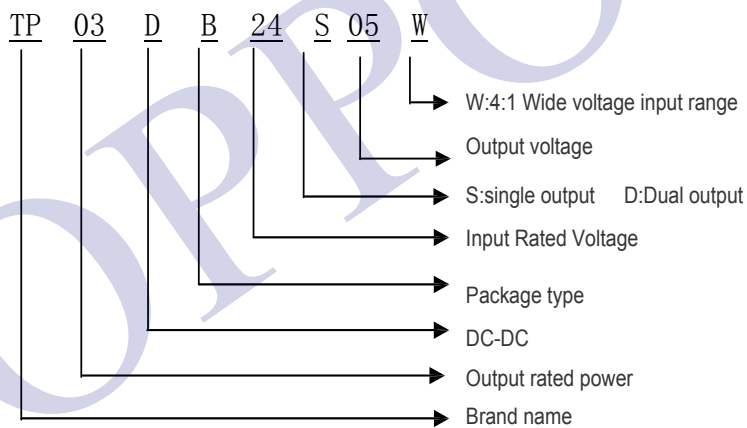 TP 03 D B 24 S 05 W
W:4:1 Wide voltage input range
Output voltage
S:single output D:Dual output
Input Rated Voltage
Package type
DC-DC
Output rated power
Brand name